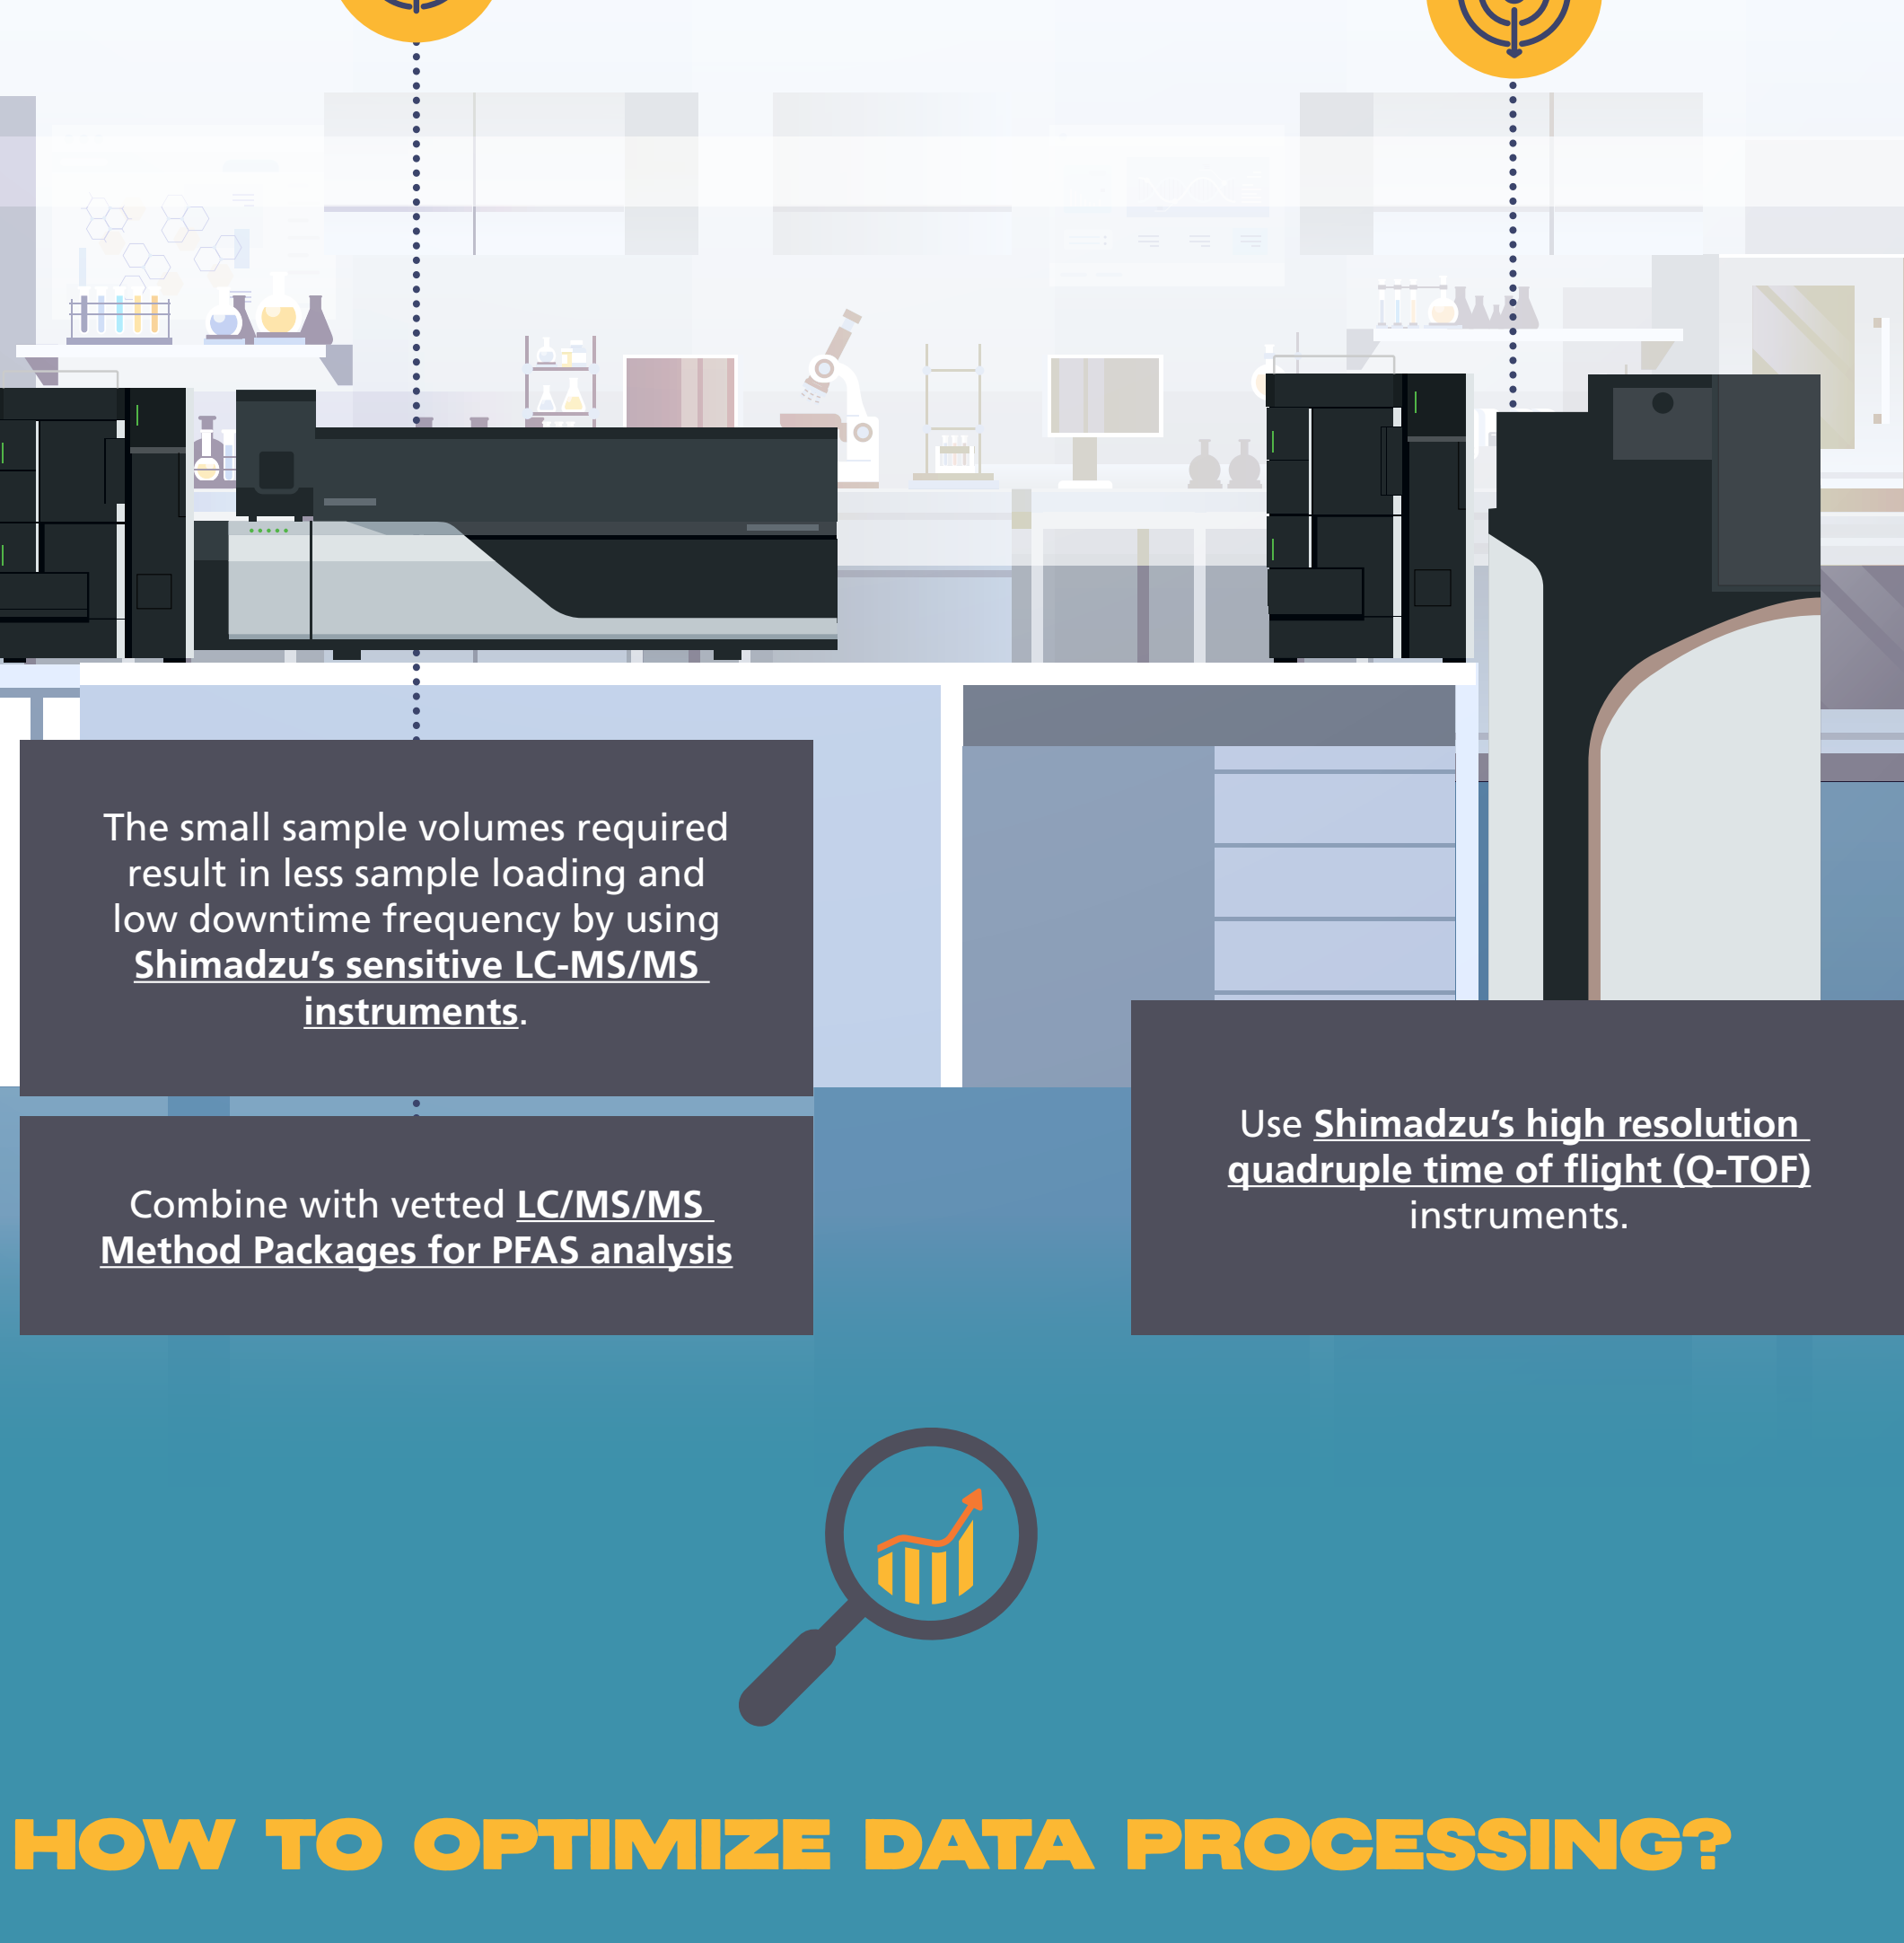 The small sample volumes required
result in less sample loading and
low downtime frequency by using
Shimadzu’s sensitive LC-MS/MS
instruments.
Combine with vetted LC/MS/MS
Method Packages for PFAS analysis
Use Shimadzu’s high resolution
quadruple time of flight (Q-TOF)
instruments.
HOW TO OPTIMIZE DATA PROCESSING?